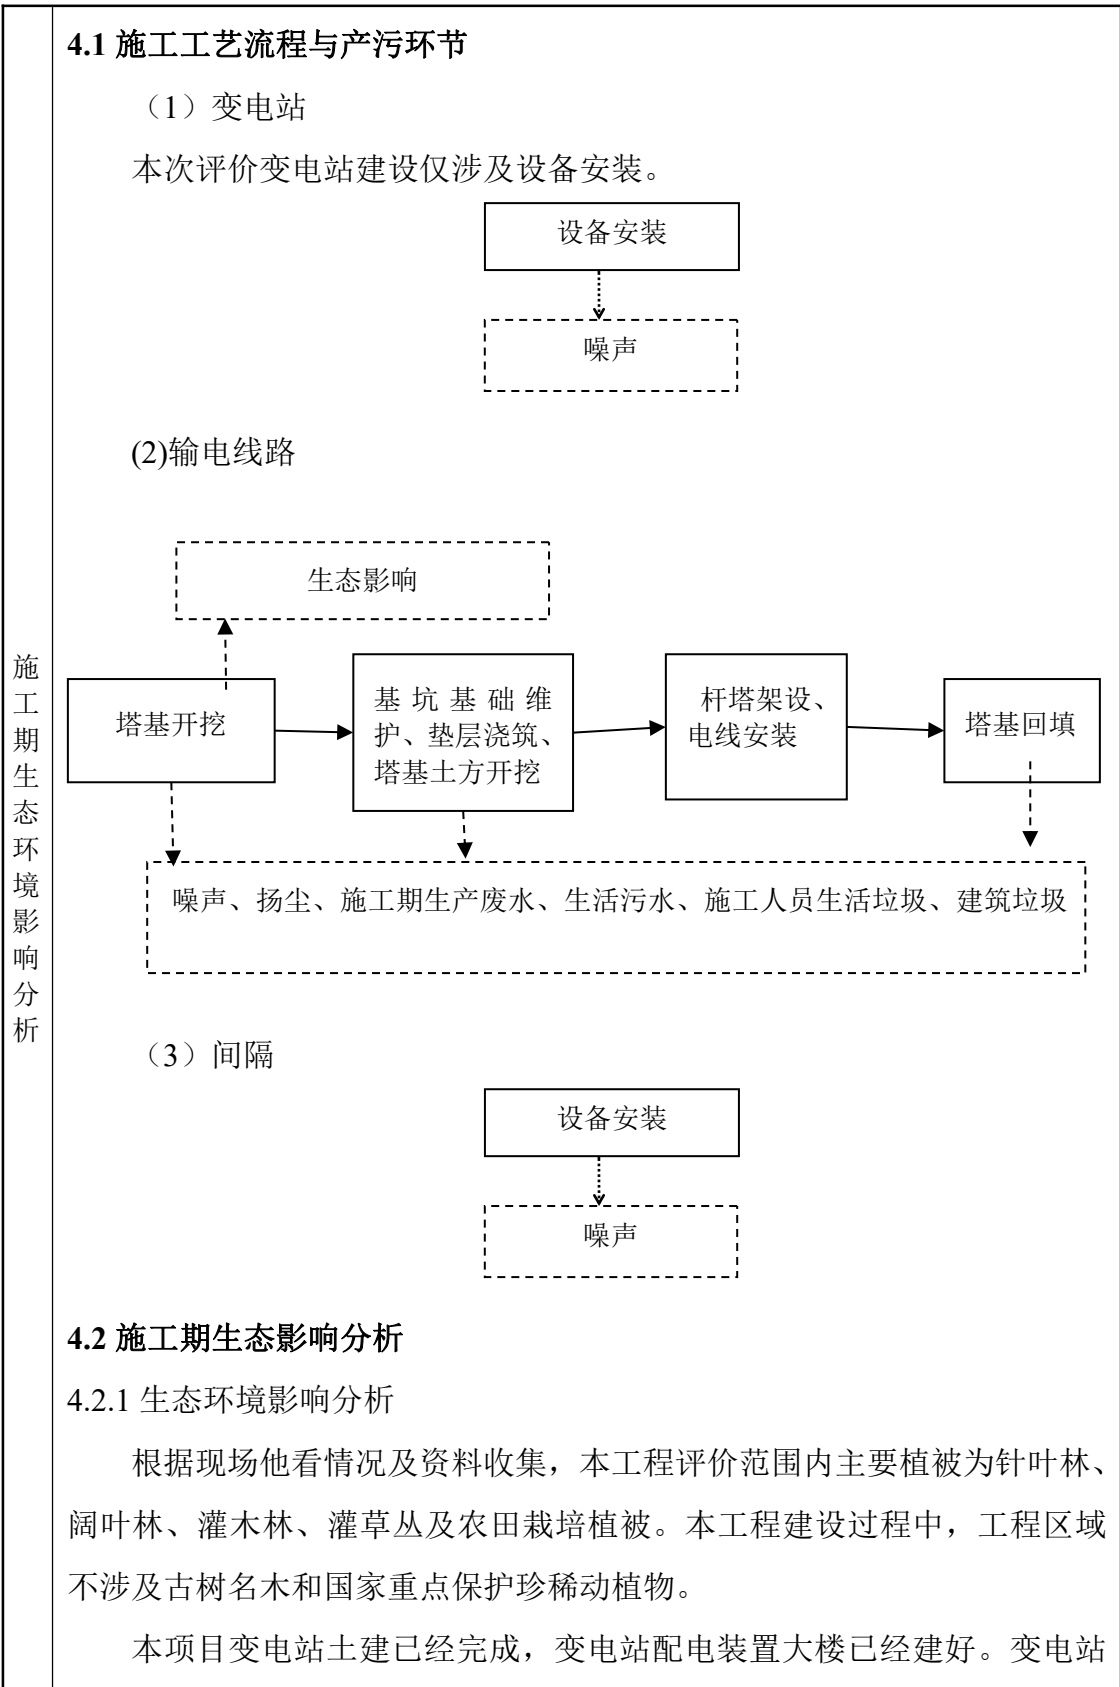 施工期生态环境影响分析
4.1 施工工艺流程与产污环节
（1）变电站
本次评价变电站建设仅涉及设备安装。
设备安装
噪声
(2)输电线路
生态影响
塔基开挖
基坑基础维
护、垫层浇筑、
塔基土方开挖
杆塔架设、
电线安装
塔基回填
噪声、扬尘、施工期生产废水、生活污水、施工人员生活垃圾、建筑垃圾
（3）间隔
设备安装
噪声
4.2 施工期生态影响分析
4.2.1 生态环境影响分析
根据现场他看情况及资料收集，本工程评价范围内主要植被为针叶林、
阔叶林、灌木林、灌草丛及农田栽培植被。本工程建设过程中，工程区域
不涉及古树名木和国家重点保护珍稀动植物。
本项目变电站土建已经完成，变电站配电装置大楼已经建好。变电站